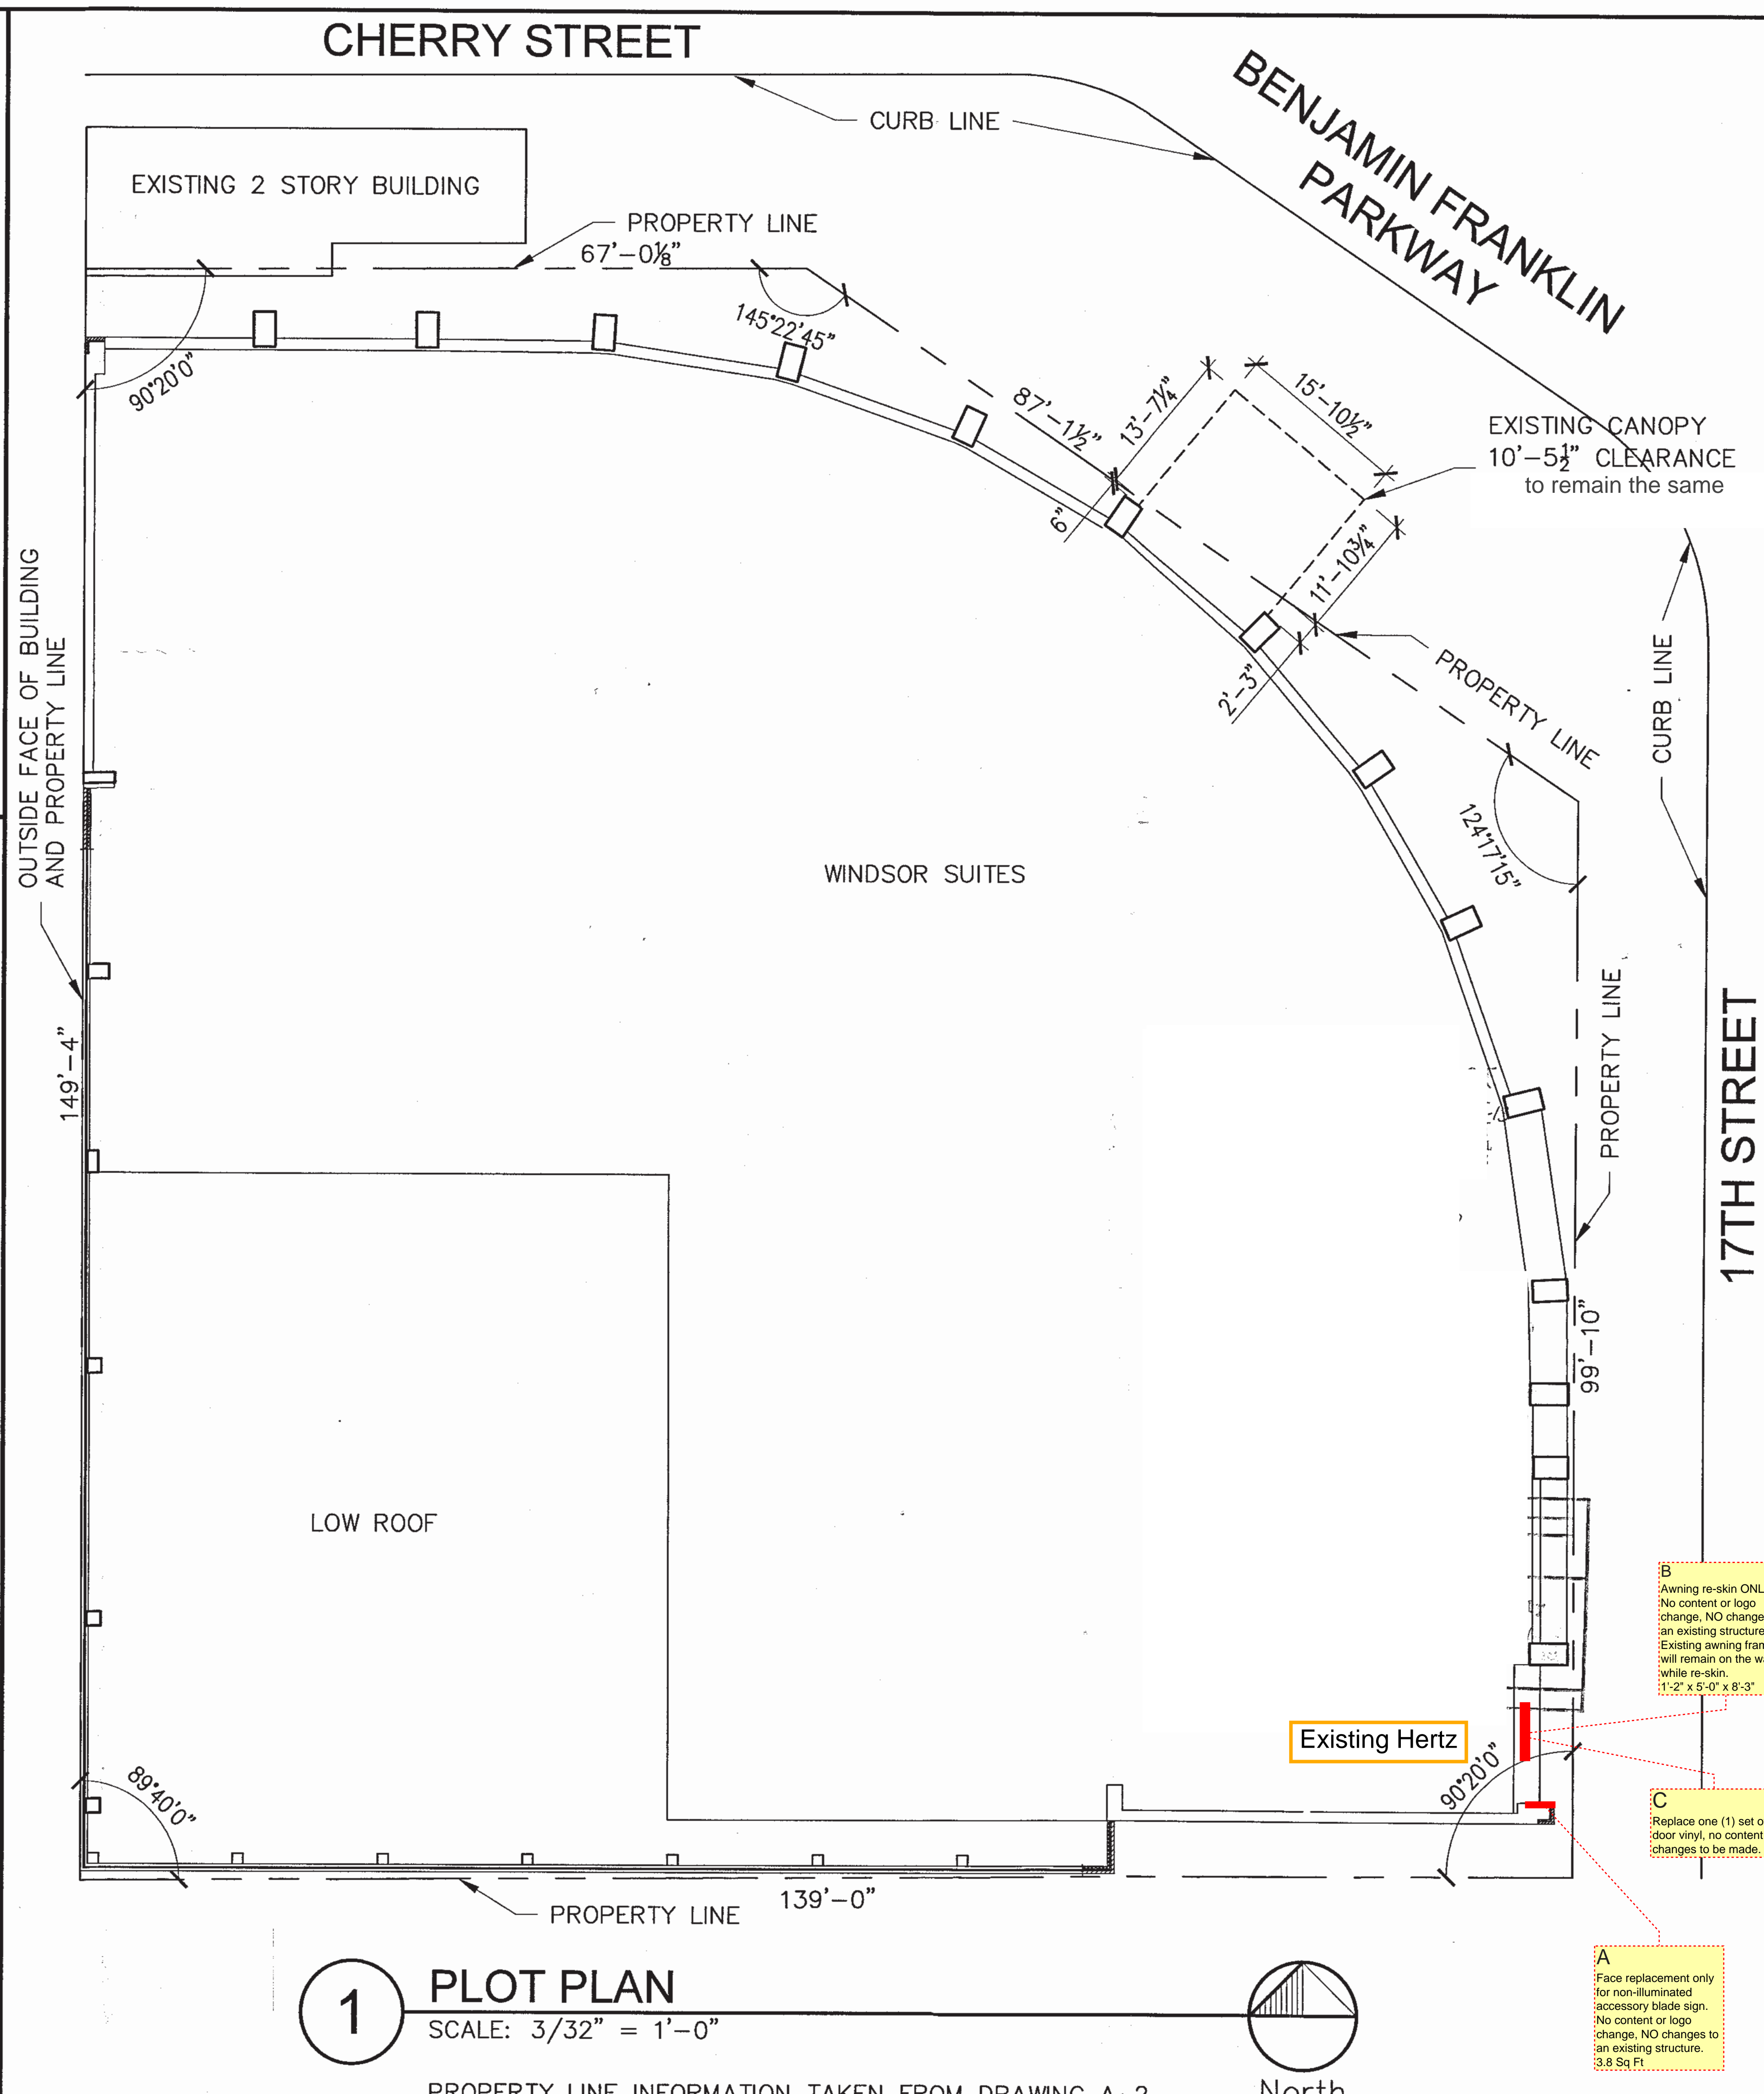 CHERRY STREET
BENJAMIN FRANKLIN
PARKWAY
CURB LINE
EXISTING 2 STORY BUILDING
PROPERTY LINE
67'-0⅛"
145°22'45"
90°20'0"
87'-1½"
13'-7¼"
15'-10½"
EXISTING CANOPY
10'-5½" CLEARANCE
to remain the same
6"
11'-10¾"
2'-3"
PROPERTY LINE
CURB LINE
OUTSIDE FACE OF BUILDING
AND PROPERTY LINE
124°17'15"
WINDSOR SUITES
149'-4"
PROPERTY LINE
17TH STREET
99'-10"
LOW ROOF
B
Awning re-skin ONL
No content or logo
change, NO change
an existing structure
Existing awning fram
will remain on the wa
while re-skin.
1'-2" x 5'-0" x 8'-3"
Existing Hertz
90°20'0"
89°40'0"
C
Replace one (1) set o
door vinyl, no content
changes to be made.
139'-0"
PROPERTY LINE
A
Face replacement only
for non-illuminated
accessory blade sign.
No content or logo
change, NO changes to
an existing structure.
3.8 Sq Ft
1
PLOT PLAN
SCALE: 3/32" = 1'-0"
North
PROPERTY LINE INFORMATION TAKEN FROM DRAWING